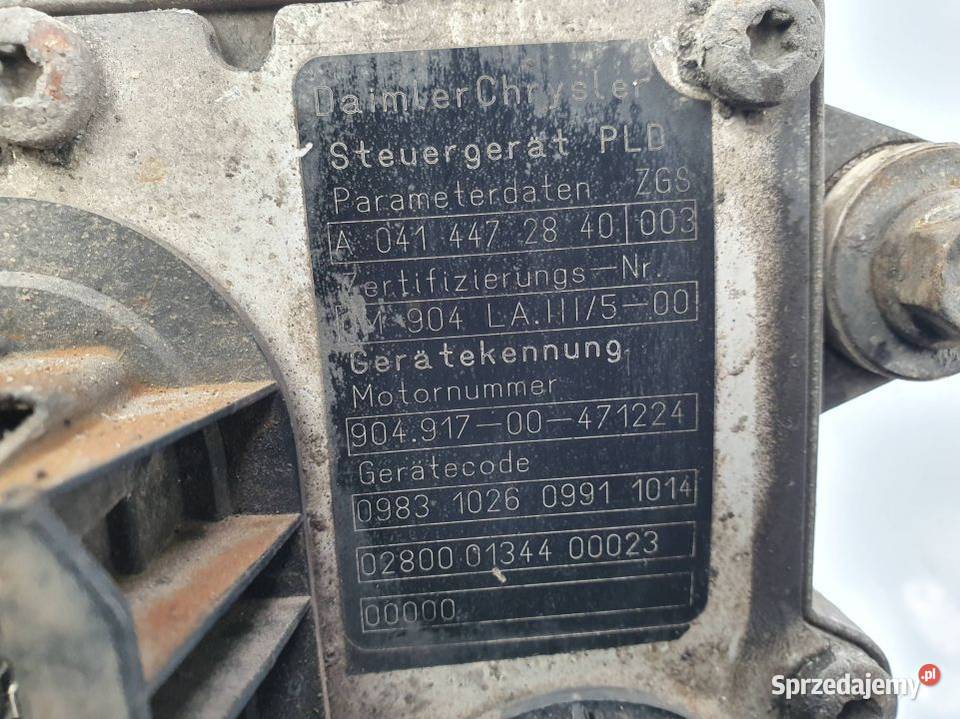 DaimlerChrysler
Steuergerät PLD
Parameterdaten ZGS
A 041 447 28 40 003
Zertifizierungs-Nr.
OM 904 LA.III/5-00
Gerätekennung
Motornummer
904.917-00-471224
Gerätecode
0983 1026 0991 1014
02800 01344 00023
00000
Sprzedajemy.pl